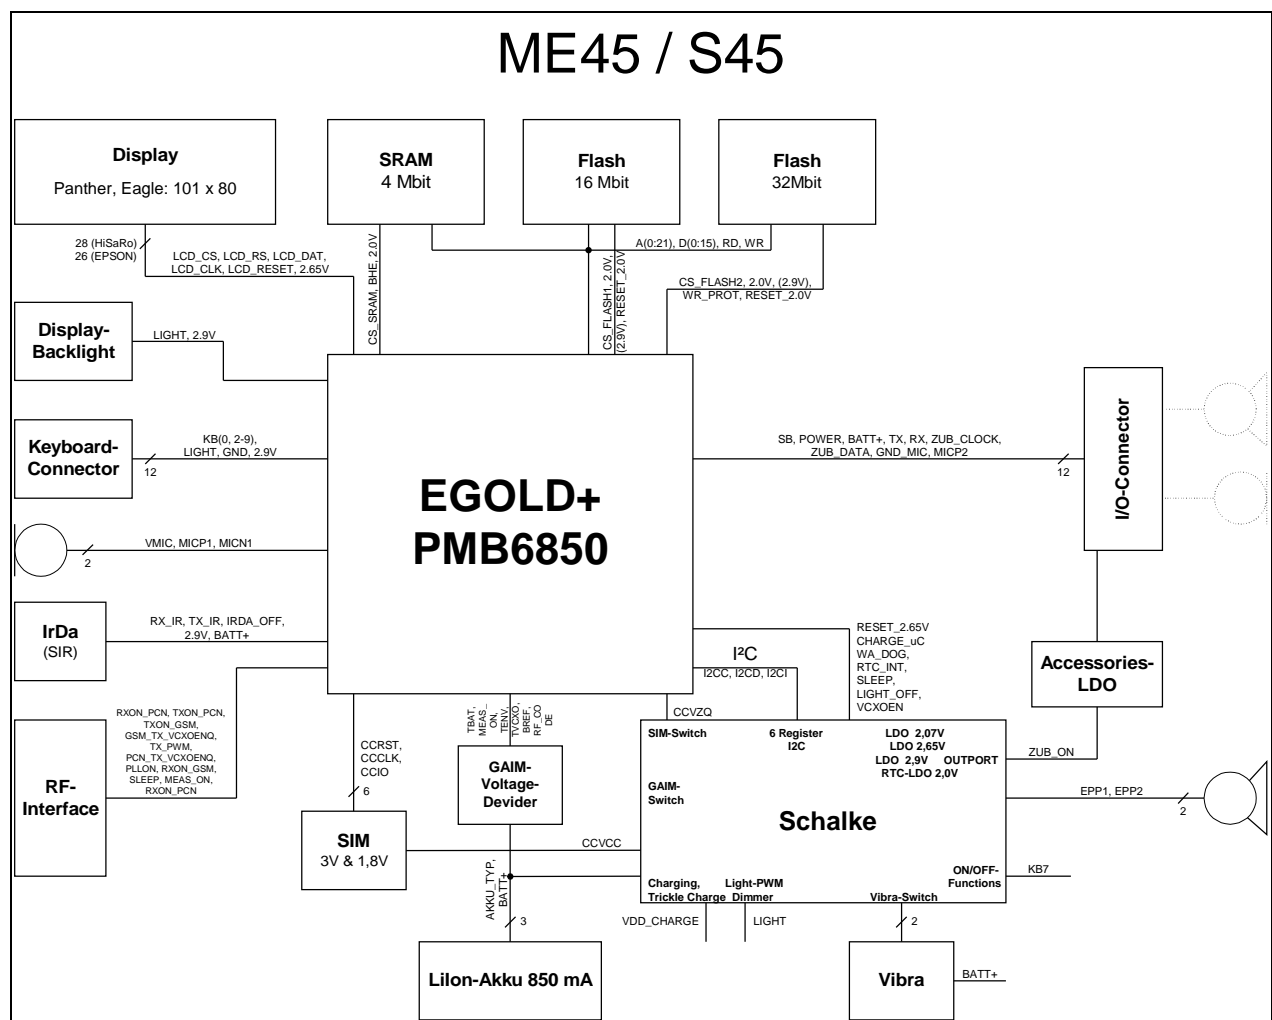 ME45 / S45
Display
Panther, Eagle: 101 x 80
SRAM
4 Mbit
Flash
16 Mbit
Flash
32Mbit
28 (HiSaRo)
26 (EPSON)
LCD_CS, LCD_RS, LCD_DAT,
LCD_CLK, LCD_RESET, 2.65V
CS_SRAM, BHE, 2.0V
A(0:21), D(0:15), RD, WR
CS_FLASH1, 2.0V,
(2.9V), RESET_2.0V
CS_FLASH2, 2.0V, (2.9V),
WR_PROT, RESET_2.0V
Display-
Backlight
LIGHT, 2.9V
Keyboard-
Connector
KB(0, 2-9),
LIGHT, GND, 2.9V
12
EGOLD+
PMB6850
SB, POWER, BATT+, TX, RX, ZUB_CLOCK,
ZUB_DATA, GND_MIC, MICP2
12
I/O-Connector
VMIC, MICP1, MICN1
2
IrDa
(SIR)
RX_IR, TX_IR, IRDA_OFF,
2.9V, BATT+
RESET_2.65V
CHARGE_uC
WA_DOG,
RTC_INT,
SLEEP,
LIGHT_OFF,
VCXOEN
I²C
I2CC, I2CD, I2CI
Accessories-
LDO
RF-
Interface
RXON_PCN, TXON_PCN,
TXON_GSM,
GSM_TX_VCXOENQ,
TX_PWM,
PCN_TX_VCXOENQ,
PLLON, RXON_GSM,
SLEEP, MEAS_ON,
RXON_PCN
CCRST,
CCCLK,
CCIO
6
TBAT,
MEAS_
ON,
TENV,
TVCXO,
BREF,
RF_CO
DE
CCVZQ
GAIM-
Voltage-
Devider
SIM-Switch
6 Register
I2C
LDO 2,07V
LDO 2,65V
LDO 2,9V
OUTPORT
RTC-LDO 2,0V
ZUB_ON
GAIM-
Switch
Schalke
EPP1, EPP2
2
SIM
3V & 1,8V
CCVCC
AKKU_TYP,
BATT+
3
Charging,
Trickle Charge
Light-PWM
Dimmer
Vibra-Switch
ON/OFF-
Functions
KB7
VDD_CHARGE
LIGHT
2
LiIon-Akku 850 mA
Vibra
BATT+